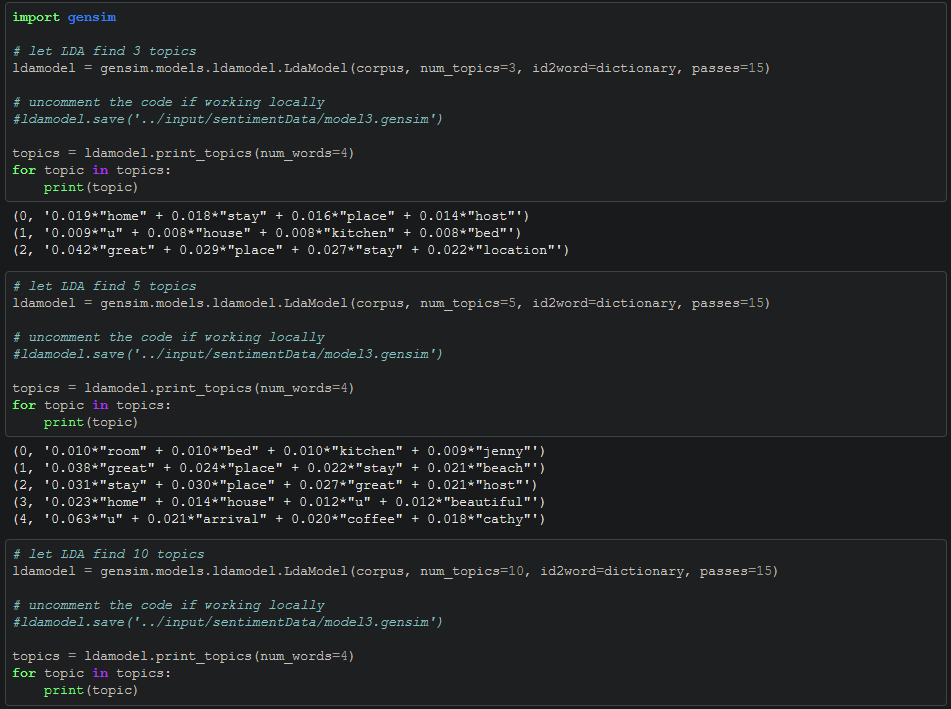 import gensim
# let LDA find 3 topics
ldamodel = gensim.models.ldamodel.LdaModel(corpus, num_topics=3, id2word=dictionary, passes=15)
# uncomment the code if working locally
#ldamodel.save('../input/sentimentData/model3.gensim')
topics = ldamodel.print_topics(num_words=4)
for topic in topics:
    print(topic)
(0, '0.019*"home" + 0.018*"stay" + 0.016*"place" + 0.014*"host"')
(1, '0.009*"u" + 0.008*"house" + 0.008*"kitchen" + 0.008*"bed"')
(2, '0.042*"great" + 0.029*"place" + 0.027*"stay" + 0.022*"location"')
# let LDA find 5 topics
ldamodel = gensim.models.ldamodel.LdaModel(corpus, num_topics=5, id2word=dictionary, passes=15)
# uncomment the code if working locally
#ldamodel.save('../input/sentimentData/model3.gensim')
topics = ldamodel.print_topics(num_words=4)
for topic in topics:
    print(topic)
(0, '0.010*"room" + 0.010*"bed" + 0.010*"kitchen" + 0.009*"jenny"')
(1, '0.038*"great" + 0.024*"place" + 0.022*"stay" + 0.021*"beach"')
(2, '0.031*"stay" + 0.030*"place" + 0.027*"great" + 0.021*"host"')
(3, '0.023*"home" + 0.014*"house" + 0.012*"u" + 0.012*"beautiful"')
(4, '0.063*"u" + 0.021*"arrival" + 0.020*"coffee" + 0.018*"cathy"')
# let LDA find 10 topics
ldamodel = gensim.models.ldamodel.LdaModel(corpus, num_topics=10, id2word=dictionary, passes=15)
# uncomment the code if working locally
#ldamodel.save('../input/sentimentData/model3.gensim')
topics = ldamodel.print_topics(num_words=4)
for topic in topics:
    print(topic)